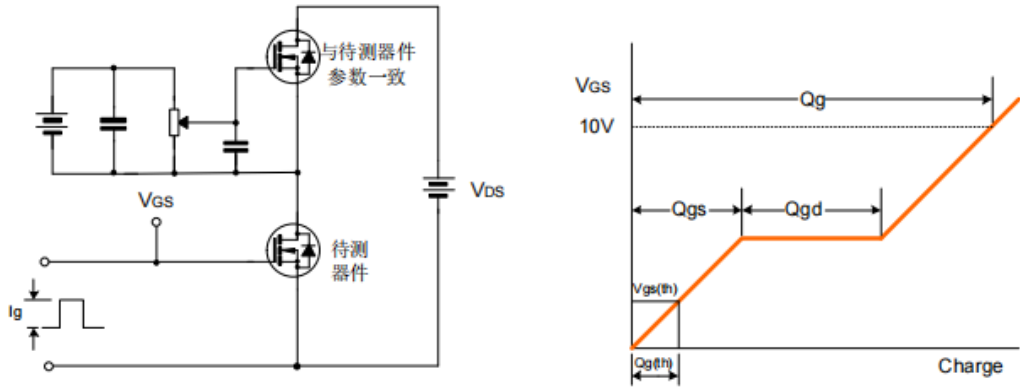 与待测器件
参数一致
VGS
VDS
待测
器件
Ig
VGS
Qg
10V
Qgs
Qgd
Vgs(th)
Qg(th)
Charge